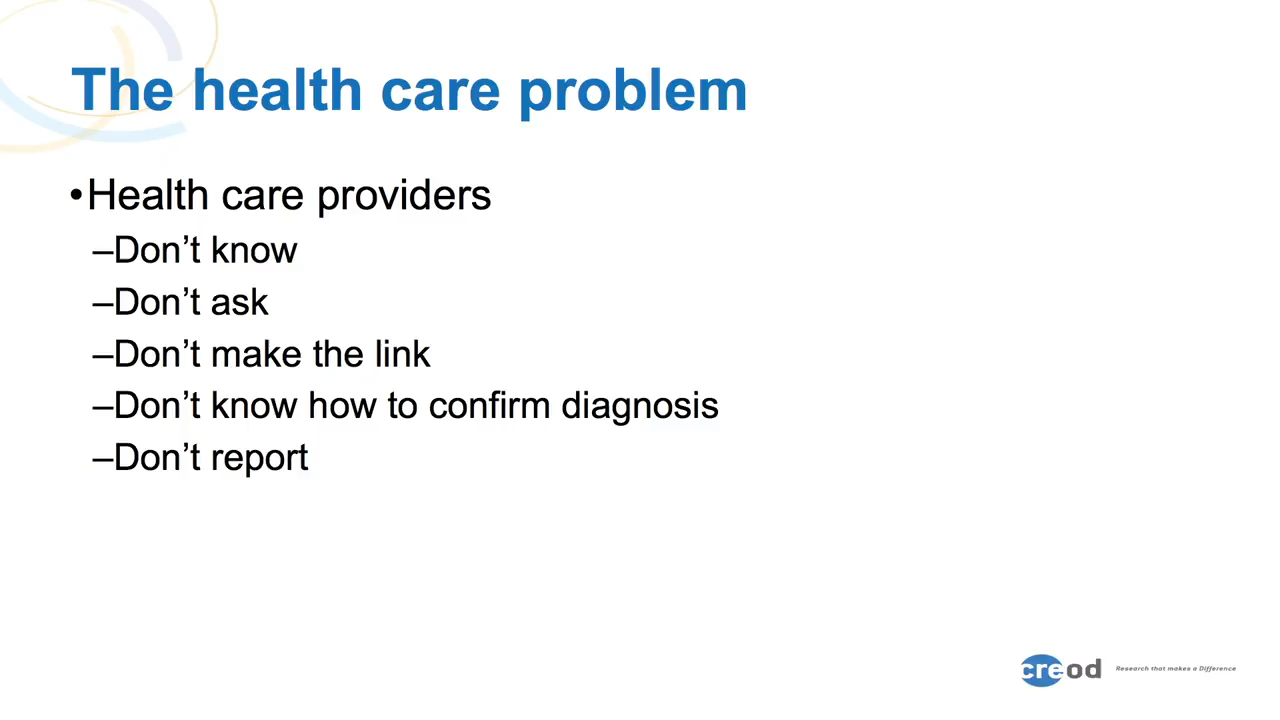 The health care problem
•Health care providers
–Don’t know
–Don’t ask
–Don’t make the link
–Don’t know how to confirm diagnosis
–Don’t report
creod Research that makes a Difference